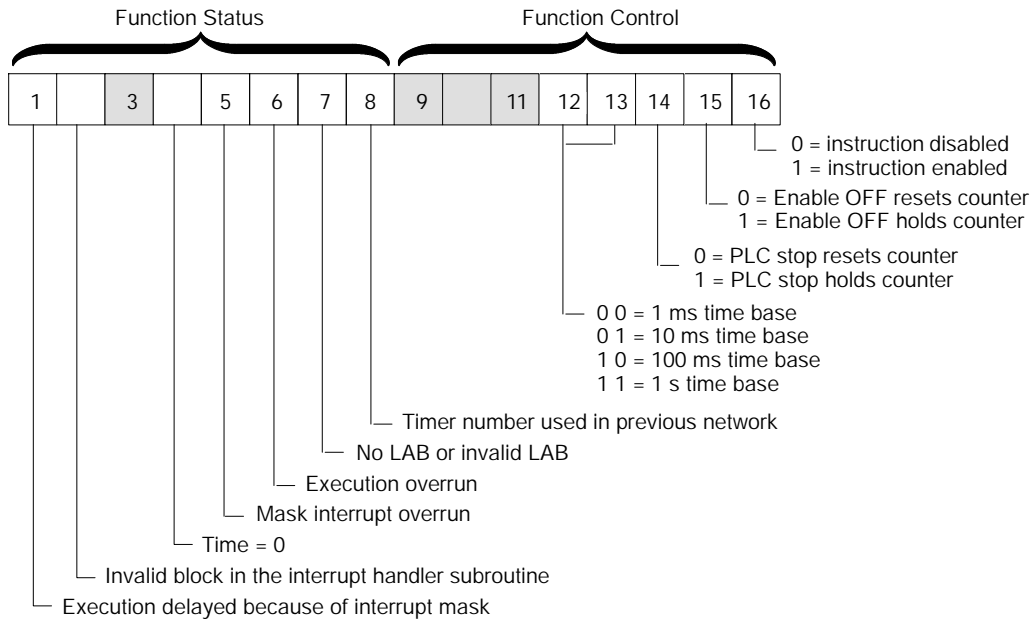 Function Status
Function Control
1 3 5 6 7 8 9 11 12 13 14 15 16
0 = instruction disabled
1 = instruction enabled
0 = Enable OFF resets counter
1 = Enable OFF holds counter
0 = PLC stop resets counter
1 = PLC stop holds counter
0 0 = 1 ms time base
0 1 = 10 ms time base
1 0 = 100 ms time base
1 1 = 1 s time base
Timer number used in previous network
No LAB or invalid LAB
Execution overrun
Mask interrupt overrun
Time = 0
Invalid block in the interrupt handler subroutine
Execution delayed because of interrupt mask